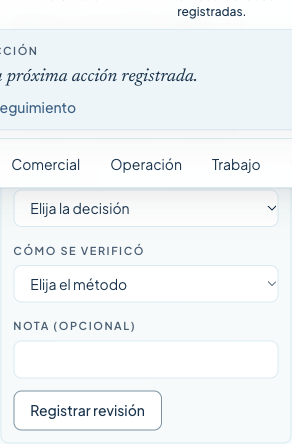 registradas.
CCIÓN
próxima acción registrada.
eguimiento
Comercial Operación Trabajo
Elija la decisión
CÓMO SE VERIFICÓ
Elija el método
NOTA (OPCIONAL)
Registrar revisión